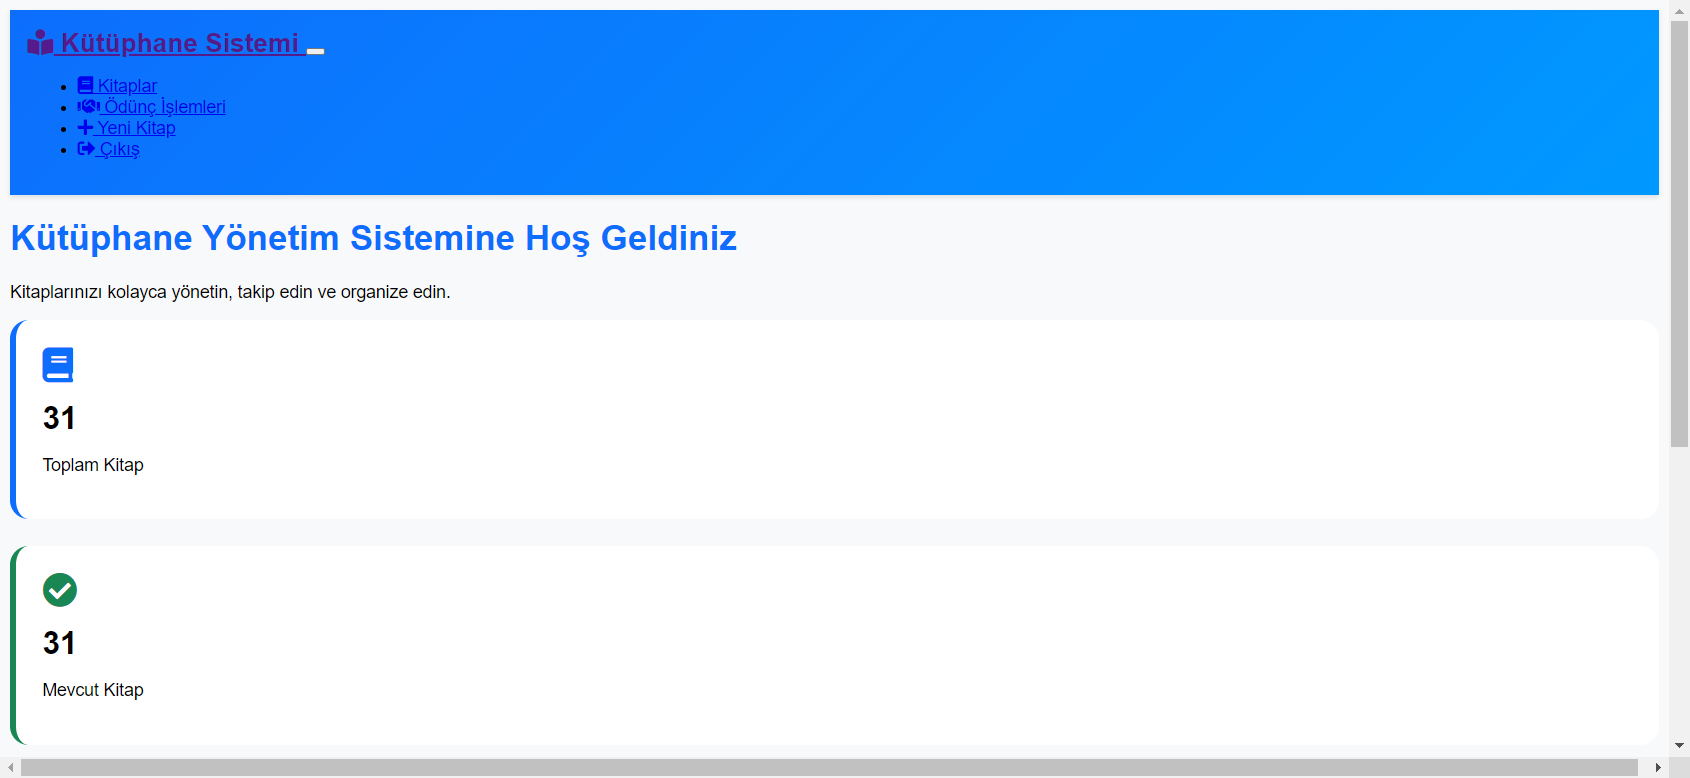 Kütüphane Sistemi
Kitaplar
Ödünç İşlemleri
Yeni Kitap
Çıkış
Kütüphane Yönetim Sistemine Hoş Geldiniz
Kitaplarınızı kolayca yönetin, takip edin ve organize edin.
31
Toplam Kitap
31
Mevcut Kitap